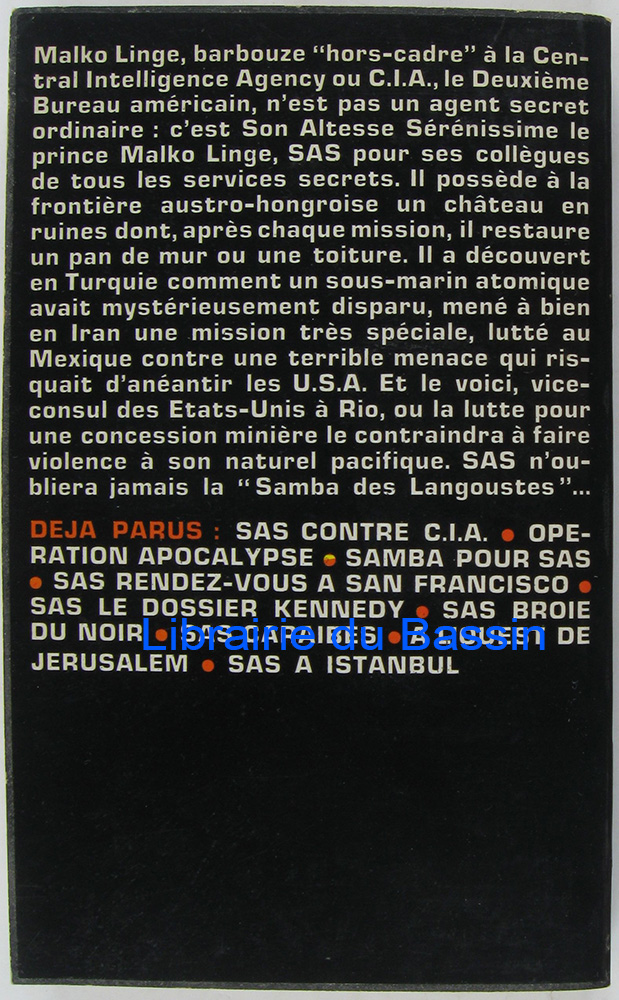 Malko Linge, barbouze "hors-cadre" à la Cen-
tral Intelligence Agency ou C.I.A., le Deuxième
Bureau américain, n'est pas un agent secret
ordinaire : c'est Son Altesse Sérénissime le
prince Malko Linge, SAS pour ses collègues
de tous les services secrets. Il possède à la
frontière austro-hongroise un château en
ruines dont, après chaque mission, il restaure
un pan de mur ou une toiture. Il a découvert
en Turquie comment un sous-marin atomique
avait mystérieusement disparu, mené à bien
en Iran une mission très spéciale, lutté au
Mexique contre une terrible menace qui ris-
quait d'anéantir les U.S.A. Et le voici, vice-
consul des Etats-Unis à Rio, ou la lutte pour
une concession minière le contraindra à faire
violence à son naturel pacifique. SAS n'ou-
bliera jamais la "Samba des Langoustes"...
DEJA PARUS : SAS CONTRE C.I.A. • OPE-
RATION APOCALYPSE • SAMBA POUR SAS
• SAS RENDEZ-VOUS A SAN FRANCISCO •
SAS LE DOSSIER KENNEDY • SAS BROIE
DU NOIR • SAS CARAIBES • A L'OUEST DE
Librairie du Bassin
JERUSALEM • SAS A ISTANBUL